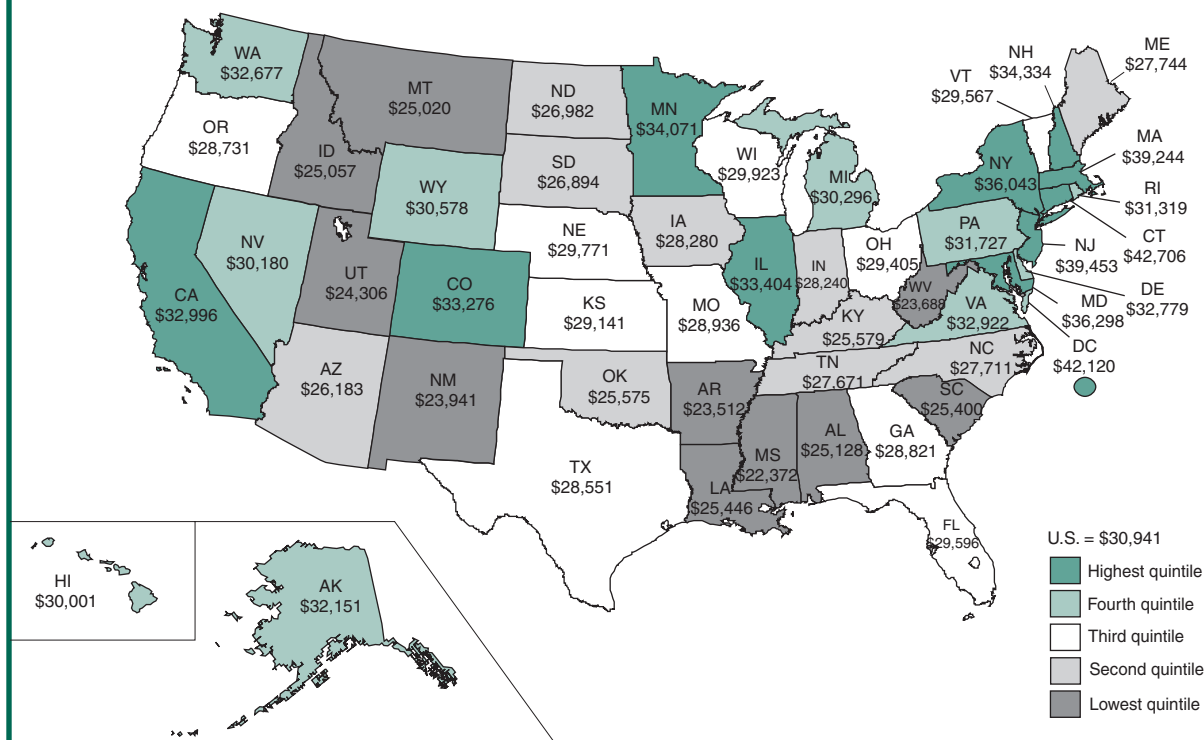 WA
$32,677
OR
$28,731
CA
$32,996
NV
$30,180
ID
$25,057
MT
$25,020
WY
$30,578
UT
$24,306
CO
$33,276
AZ
$26,183
NM
$23,941
ND
$26,982
SD
$26,894
NE
$29,771
KS
$29,141
OK
$25,575
TX
$28,551
MN
$34,071
IA
$28,280
MO
$28,936
AR
$23,512
LA
$25,446
WI
$29,923
IL
$33,404
MI
$30,296
IN
$28,240
OH
$29,405
KY
$25,579
TN
$27,671
MS
$22,372
AL
$25,128
GA
$28,821
FL
$29,596
SC
$25,400
NC
$27,711
VA
$32,922
WV
$23,688
PA
$31,727
NY
$36,043
VT
$29,567
NH
$34,334
ME
$27,744
MA
$39,244
RI
$31,319
CT
$42,706
NJ
$39,453
DE
$32,779
MD
$36,298
DC
$42,120
HI
$30,001
AK
$32,151
U.S. = $30,941
Highest quintile
Fourth quintile
Third quintile
Second quintile
Lowest quintile